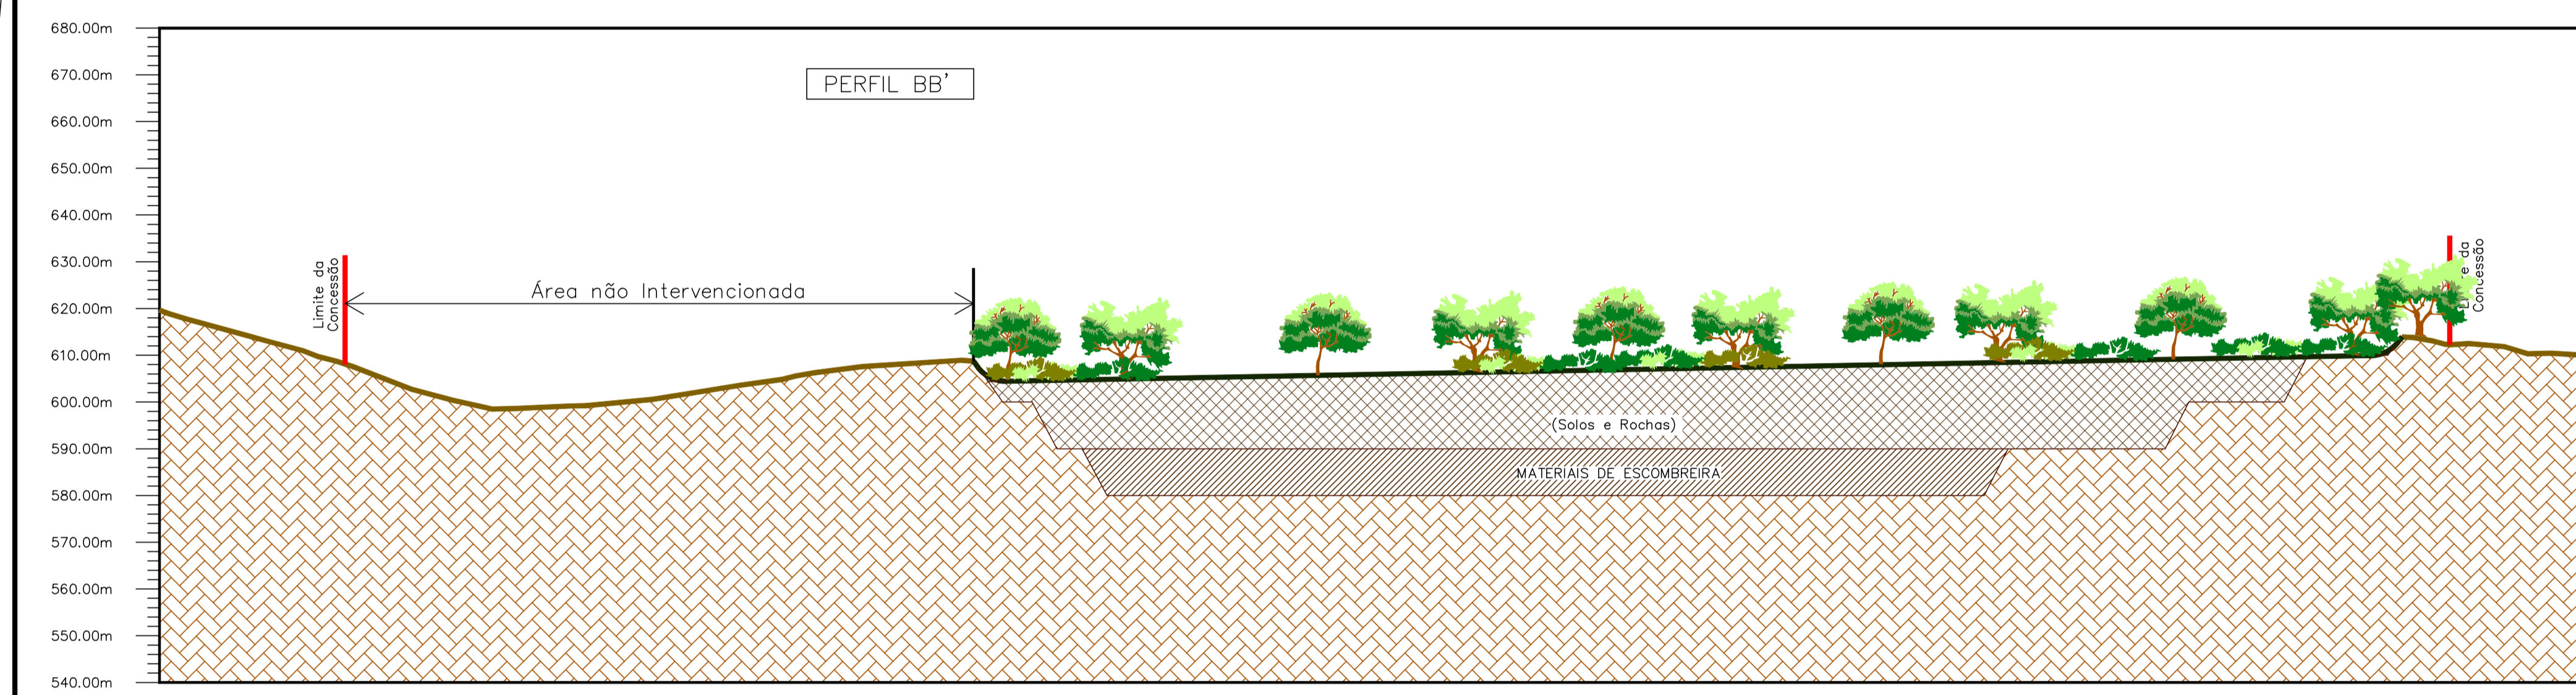 680.00m
670.00m
PERFIL BB'
660.00m
650.00m
640.00m
630.00m
Limite da
Concessão
Área não Intervencionada
da
Concessão
620.00m
610.00m
600.00m
(Solos e Rochas)
590.00m
MATERIAIS DE ESCOMBREIRA
580.00m
570.00m
560.00m
550.00m
540.00m